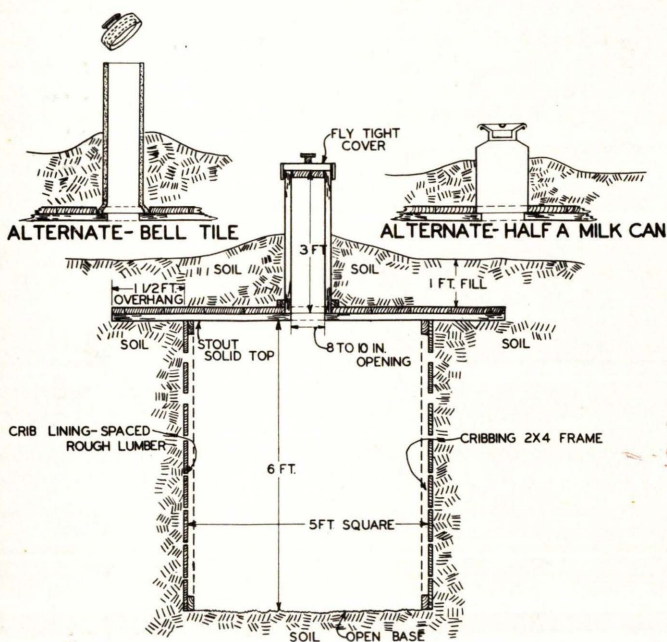 FLY TIGHT
COVER
ALTERNATE-BELL TILE
ALTERNATE-HALF A MILK CAN
3 FT
SOIL
SOIL
1 1/2 FT.
OVERHANG
1 FT. FILL
SOIL
STOUT
SOLID TOP
8 TO 10 IN.
OPENING
SOIL
CRIB LINING-SPACED
ROUGH LUMBER
CRIBBING 2X4 FRAME
6 FT.
5FT SQUARE
SOIL
OPEN BASE